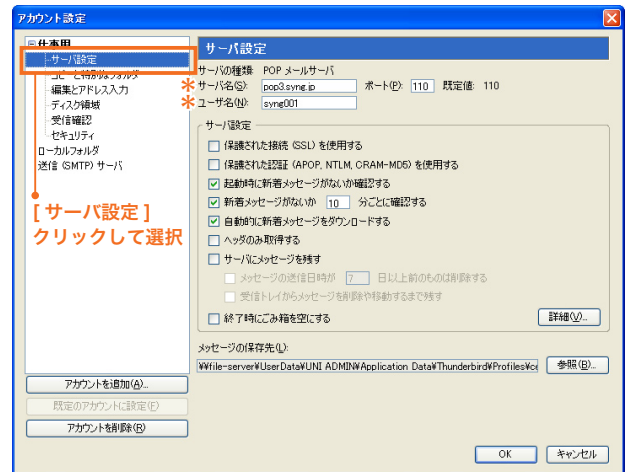 アカウント設定
仕事用
サーバ設定
コピーと特別なフォルダ
編集とアドレス入力
ディスク領域
受信確認
セキュリティ
ローカルフォルダ
送信 (SMTP) サーバ
[ サーバ設定 ]
クリックして選択
アカウントを追加(A)...
既定のアカウントに設定(F)
アカウントを削除(R)
サーバ設定
サーバの種類: POP メールサーバ
* サーバ名(S): pop3.syng.jp ポート(P): 110 既定値: 110
* ユーザ名(N): syng001
サーバ設定
保護された接続 (SSL) を使用する
保護された認証 (APOP, NTLM, CRAM-MD5) を使用する
起動時に新着メッセージがないか確認する
新着メッセージがないか 10 分ごとに確認する
自動的に新着メッセージをダウンロードする
ヘッダのみ取得する
サーバにメッセージを残す
メッセージの送信日時が 7 日以上前のものは削除する
受信トレイからメッセージを削除や移動するまで残す
終了時にごみ箱を空にする
詳細(V)...
メッセージの保存先(L):
¥¥file-server¥UserData¥UNI ADMIN¥Application Data¥Thunderbird¥Profiles¥ce 参照(B)...
OK キャンセル